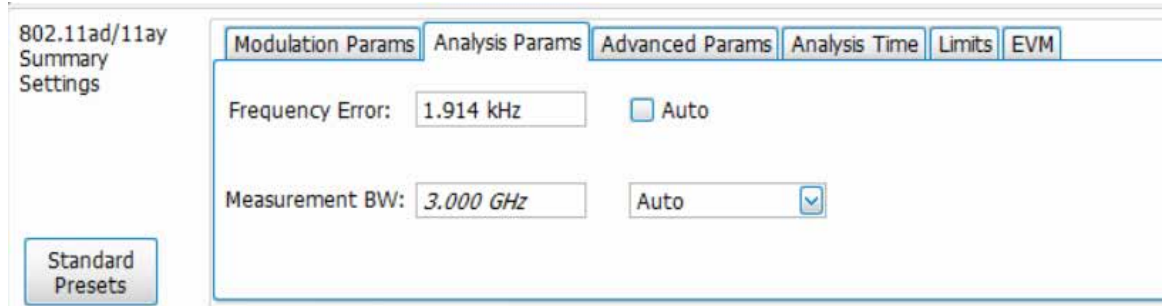 802.11ad/11ay
Summary
Settings
Modulation Params Analysis Params Advanced Params Analysis Time Limits EVM
Frequency Error: 1.914 kHz Auto
Measurement BW: 3.000 GHz Auto
Standard
Presets